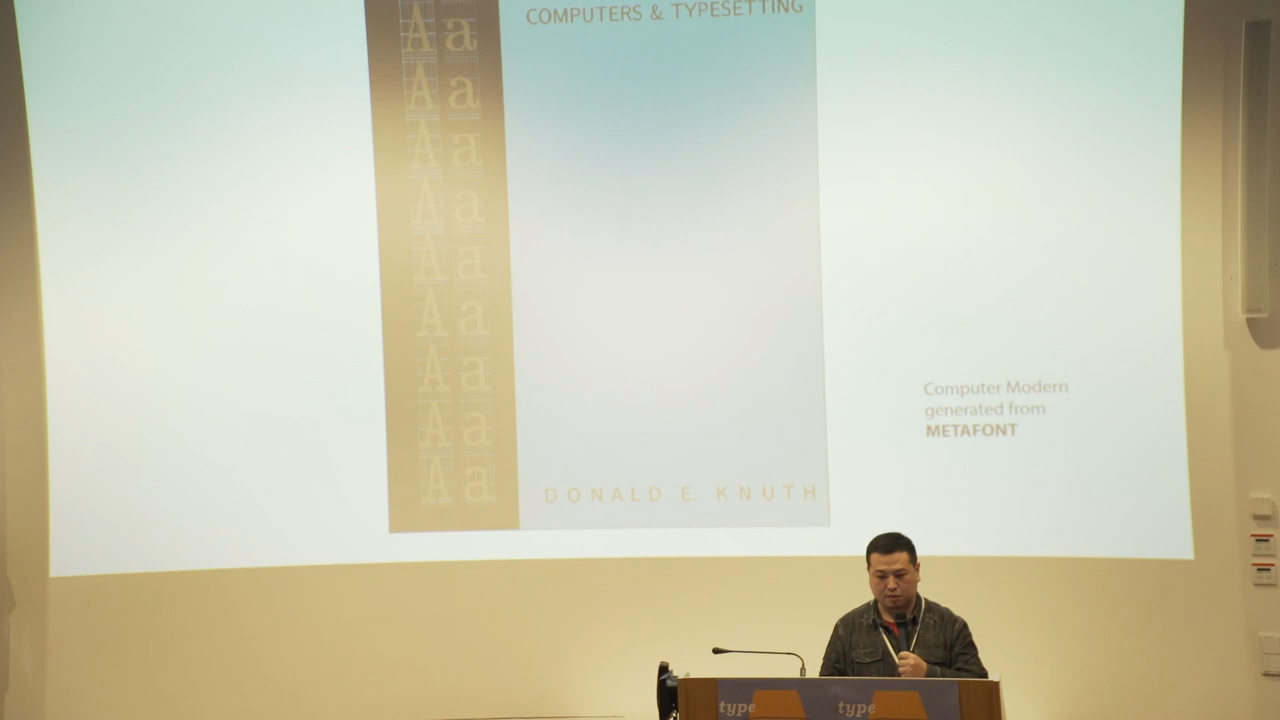 A a
A a
A a
A a
A a
A a
A a
A a
A a
COMPUTERS & TYPESETTING
DONALD E. KNUTH
Computer Modern
generated from
METAFONT
type
type